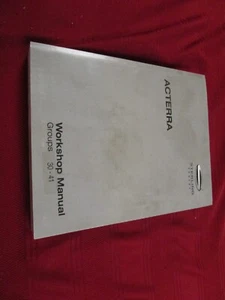 ACTERRA
Workshop Manual
Groups 30-41